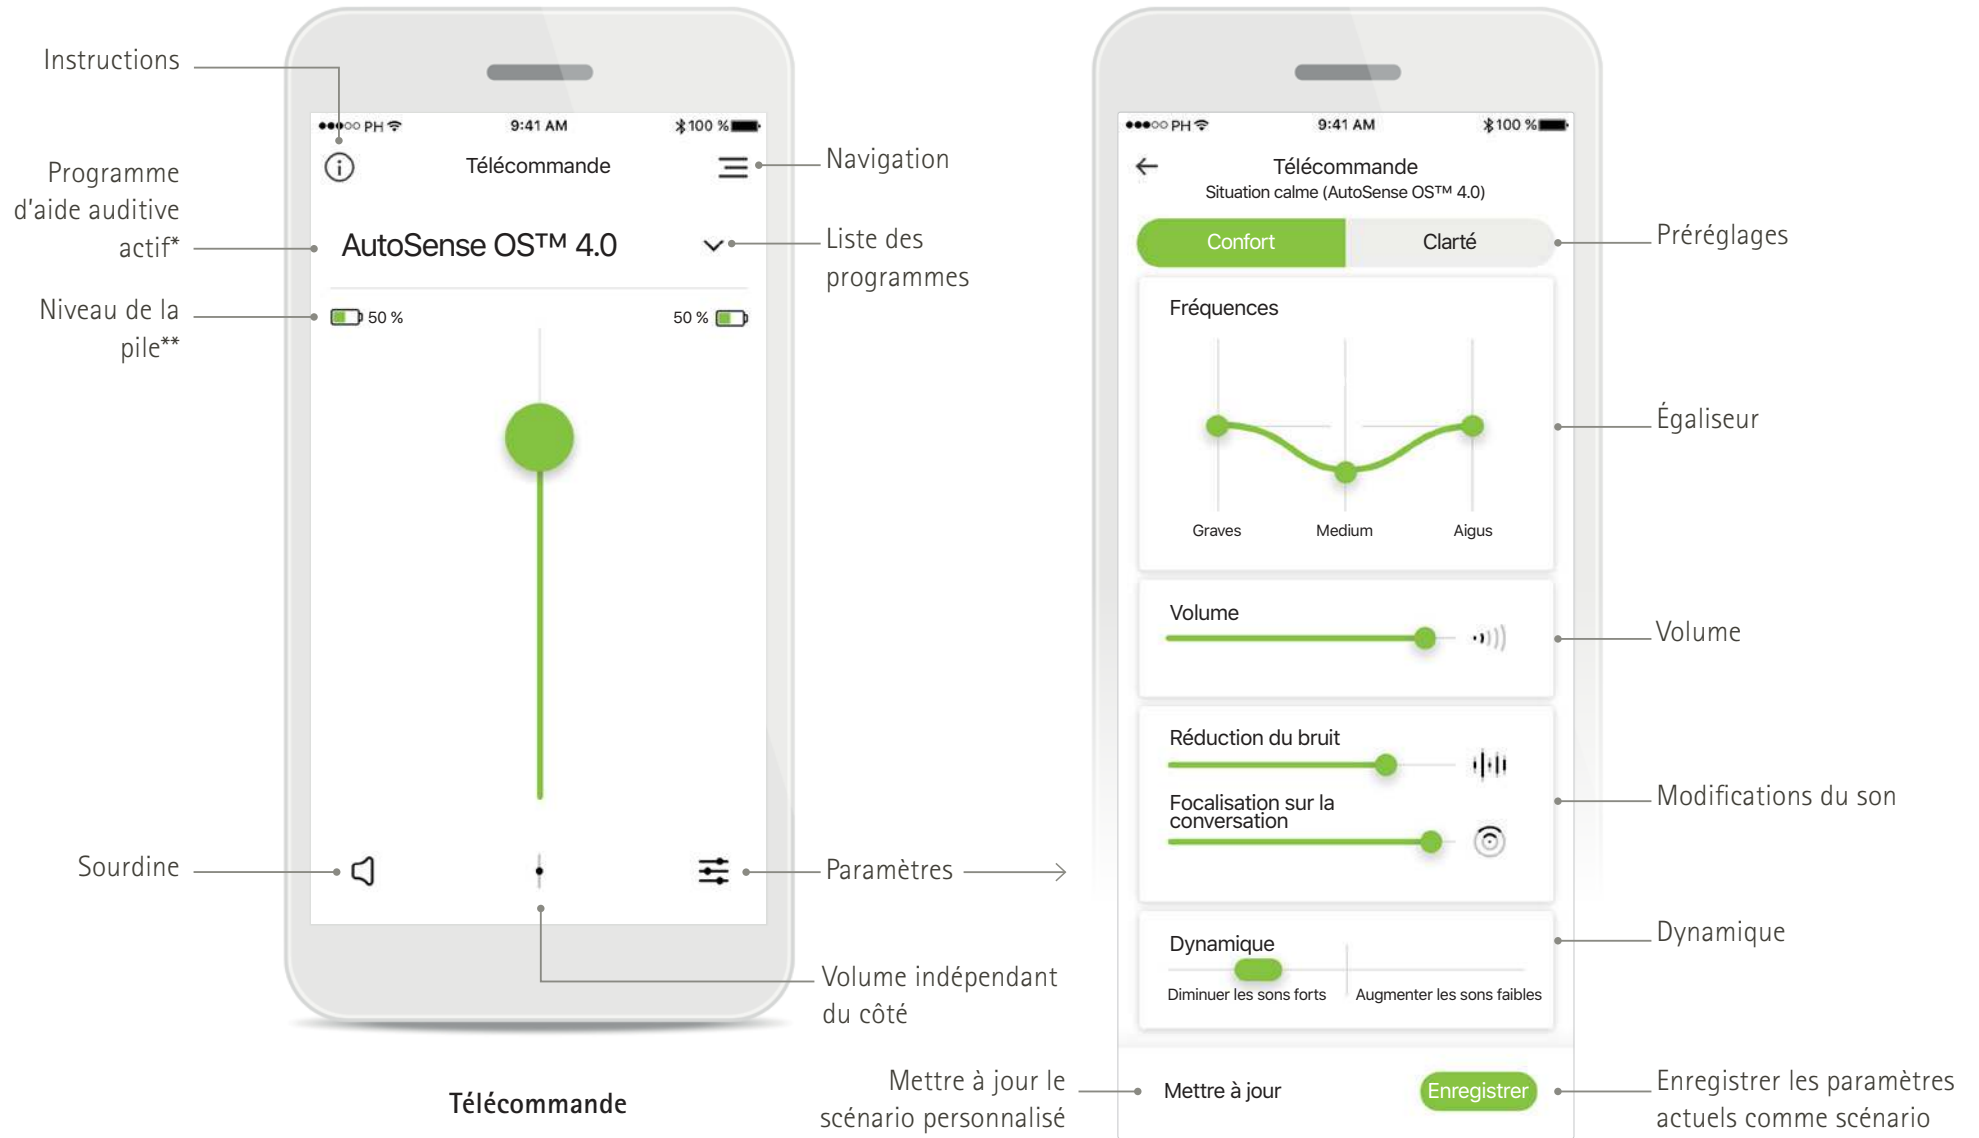 Instructions
Programme
d'aide auditive
actif*
Niveau de la
pile**
Sourdine
●●●○○ PH
9:41 AM
100 %
Télécommande
AutoSense OS™ 4.0
50 %
50 %
Navigation
Liste des
programmes
Paramètres
Volume indépendant
du côté
Télécommande
●●●○○ PH
9:41 AM
100 %
Télécommande
Situation calme (AutoSense OS™ 4.0)
Confort
Clarté
Fréquences
Graves
Medium
Aigus
Volume
Réduction du bruit
Focalisation sur la
conversation
Dynamique
Diminuer les sons forts
Augmenter les sons faibles
Mettre à jour
Enregistrer
Préréglages
Égaliseur
Volume
Modifications du son
Dynamique
Mettre à jour le
scénario personnalisé
Enregistrer les paramètres
actuels comme scénario